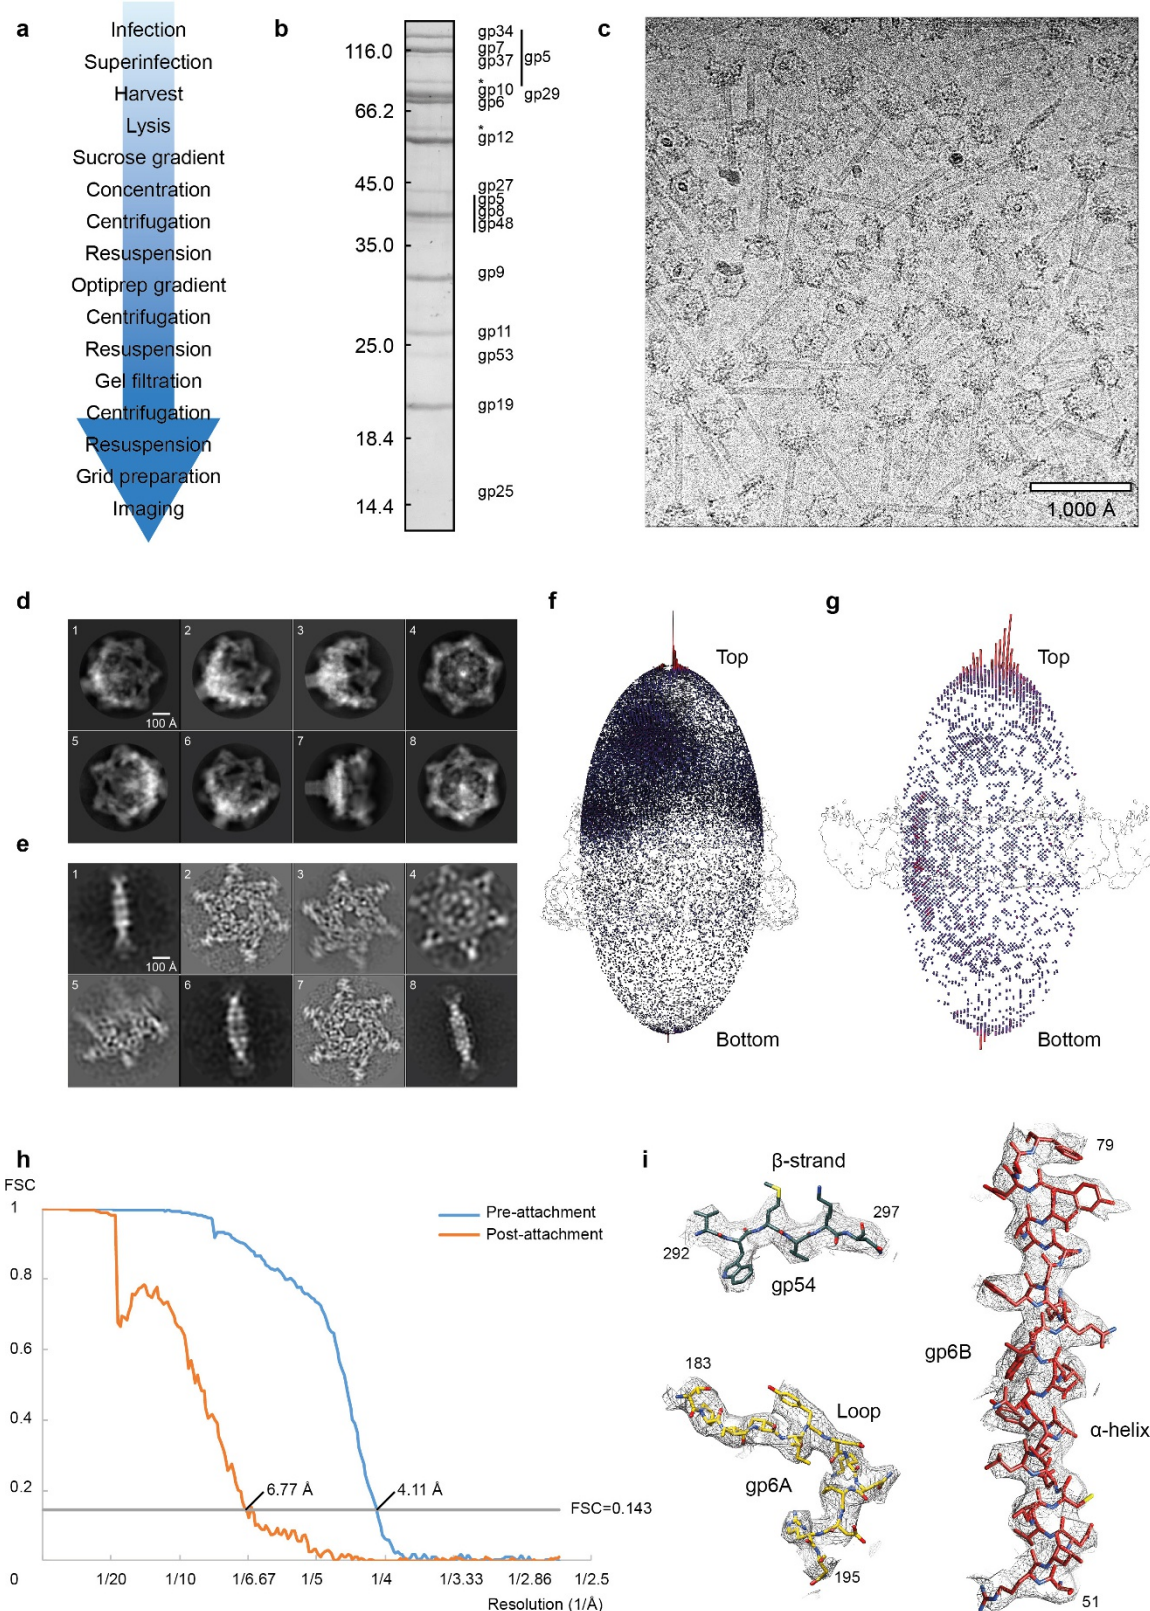 a
Infection
Superinfection
Harvest
Lysis
Sucrose gradient
Concentration
Centrifugation
Resuspension
Optiprep gradient
Centrifugation
Resuspension
Gel filtration
Centrifugation
Resuspension
Grid preparation
Imaging
b
116.0
66.2
45.0
35.0
25.0
18.4
14.4
gp34
gp7
gp37
gp5
*
gp10
gp29
gp6
*
gp12
gp27
gp5
gp8
gp48
gp9
gp11
gp53
gp19
gp25
c
1,000 Å
d
1 2 3 4
100 Å
5 6 7 8
e
1 2 3 4
100 Å
5 6 7 8
f
Top
Bottom
g
Top
Bottom
h
FSC
1
0.8
0.6
0.4
0.2
0 1/20 1/10 1/6.67 1/5 1/4 1/3.33 1/2.86 1/2.5
Resolution (1/Å)
Pre-attachment
Post-attachment
6.77 Å
4.11 Å
FSC=0.143
i
β-strand
292
297
gp54
183
Loop
gp6A
195
79
gp6B
α-helix
51